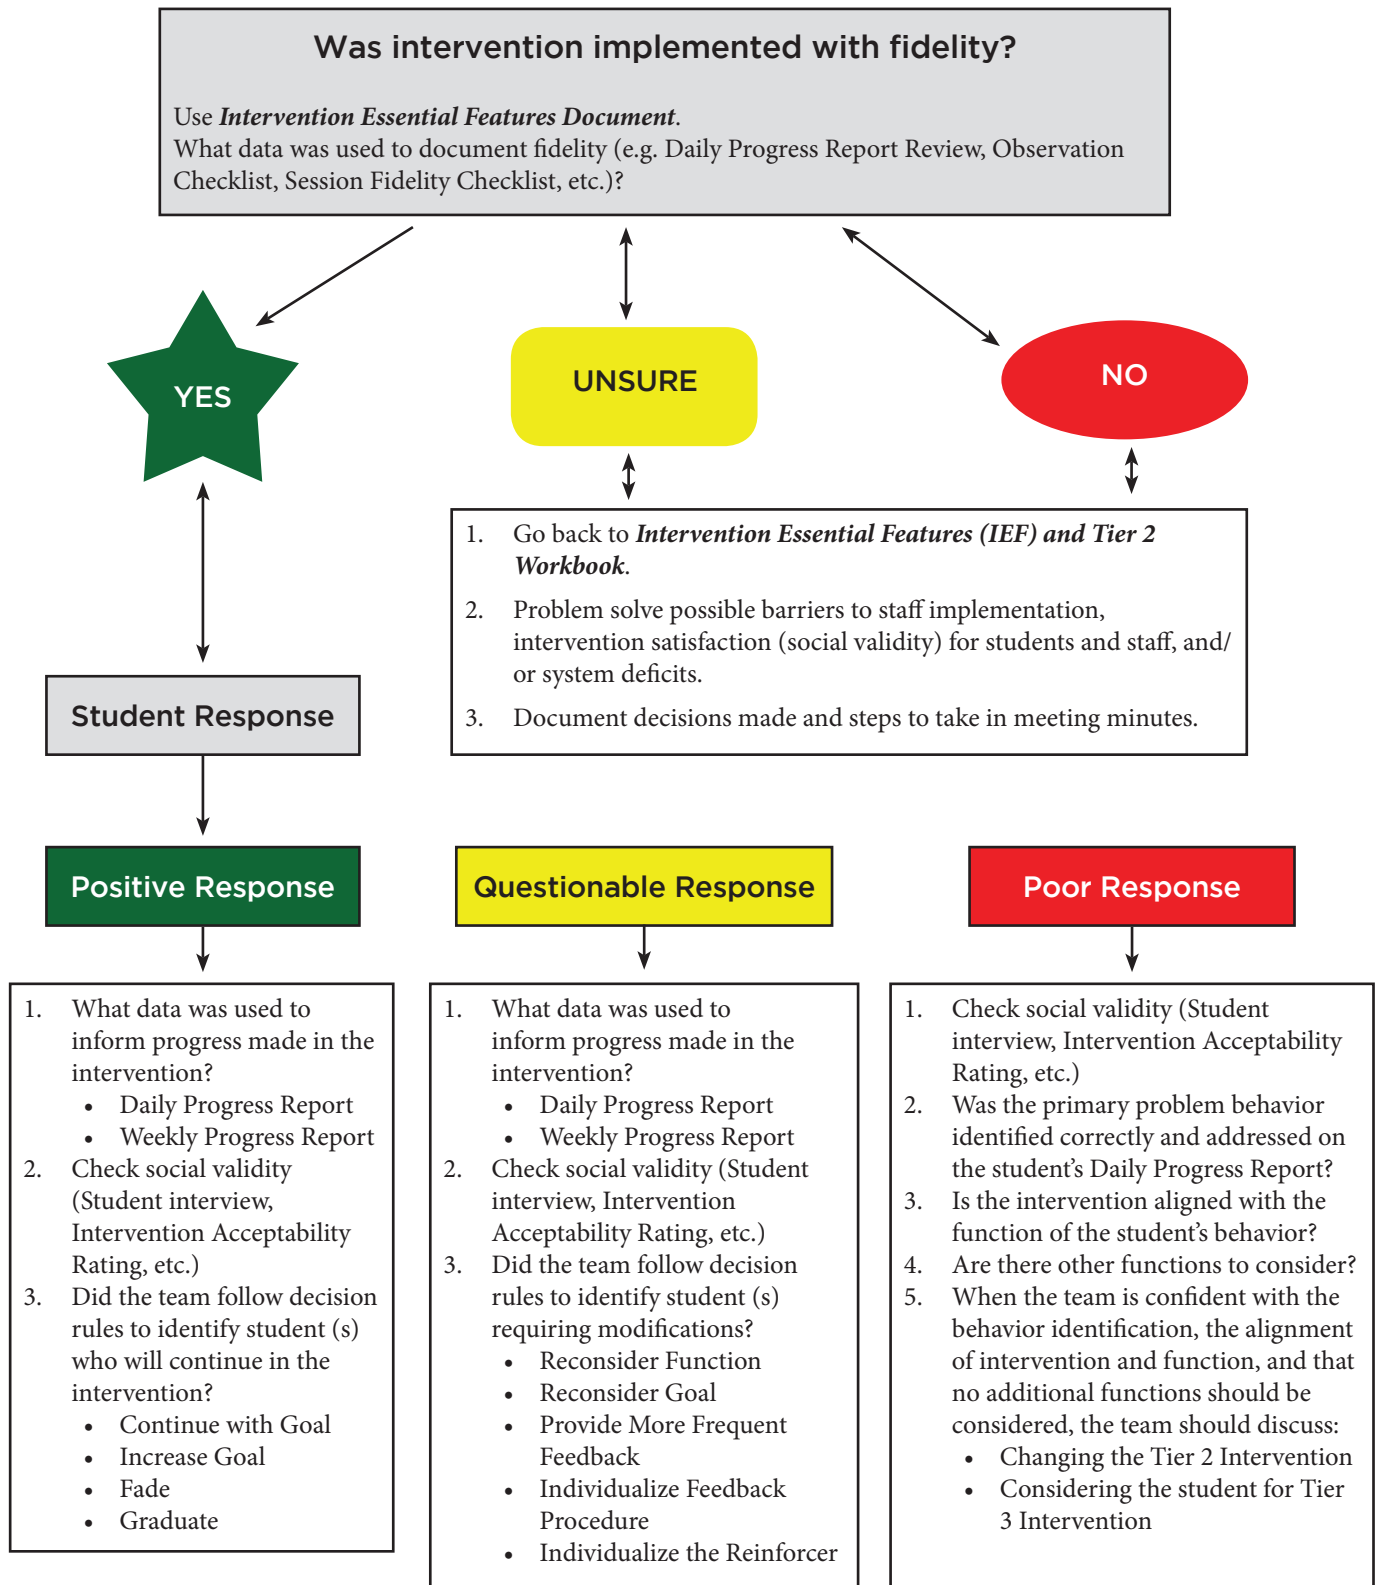 Was intervention implemented with fidelity?
Use Intervention Essential Features Document.
What data was used to document fidelity (e.g. Daily Progress Report Review, Observation
Checklist, Session Fidelity Checklist, etc.)?
YES
UNSURE
NO
1. Go back to Intervention Essential Features (IEF) and Tier 2
Workbook.
2. Problem solve possible barriers to staff implementation,
intervention satisfaction (social validity) for students and staff, and/
or system deficits.
3. Document decisions made and steps to take in meeting minutes.
Student Response
Positive Response
1. What data was used to
inform progress made in the
intervention?
• Daily Progress Report
• Weekly Progress Report
2. Check social validity
(Student interview,
Intervention Acceptability
Rating, etc.)
3. Did the team follow decision
rules to identify student (s)
who will continue in the
intervention?
• Continue with Goal
• Increase Goal
• Fade
• Graduate
Questionable Response
1. What data was used to
inform progress made in the
intervention?
• Daily Progress Report
• Weekly Progress Report
2. Check social validity (Student
interview, Intervention
Acceptability Rating, etc.)
3. Did the team follow decision
rules to identify student (s)
requiring modifications?
• Reconsider Function
• Reconsider Goal
• Provide More Frequent
Feedback
• Individualize Feedback
Procedure
• Individualize the Reinforcer
Poor Response
1. Check social validity (Student
interview, Intervention Acceptability
Rating, etc.)
2. Was the primary problem behavior
identified correctly and addressed on
the student's Daily Progress Report?
3. Is the intervention aligned with the
function of the student's behavior?
4. Are there other functions to consider?
5. When the team is confident with the
behavior identification, the alignment
of intervention and function, and that
no additional functions should be
considered, the team should discuss:
• Changing the Tier 2 Intervention
• Considering the student for Tier
3 Intervention